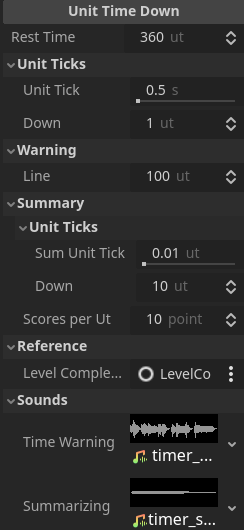 Unit Time Down
Rest Time 360 ut
Unit Ticks
Unit Tick 0.5 s
Down 1 ut
Warning
Line 100 ut
Summary
Unit Ticks
Sum Unit Tick 0.01 ut
Down 10 ut
Scores per Ut 10 point
Reference
Level Comple... LevelCo
Sounds
Time Warning timer_...
Summarizing timer_s...